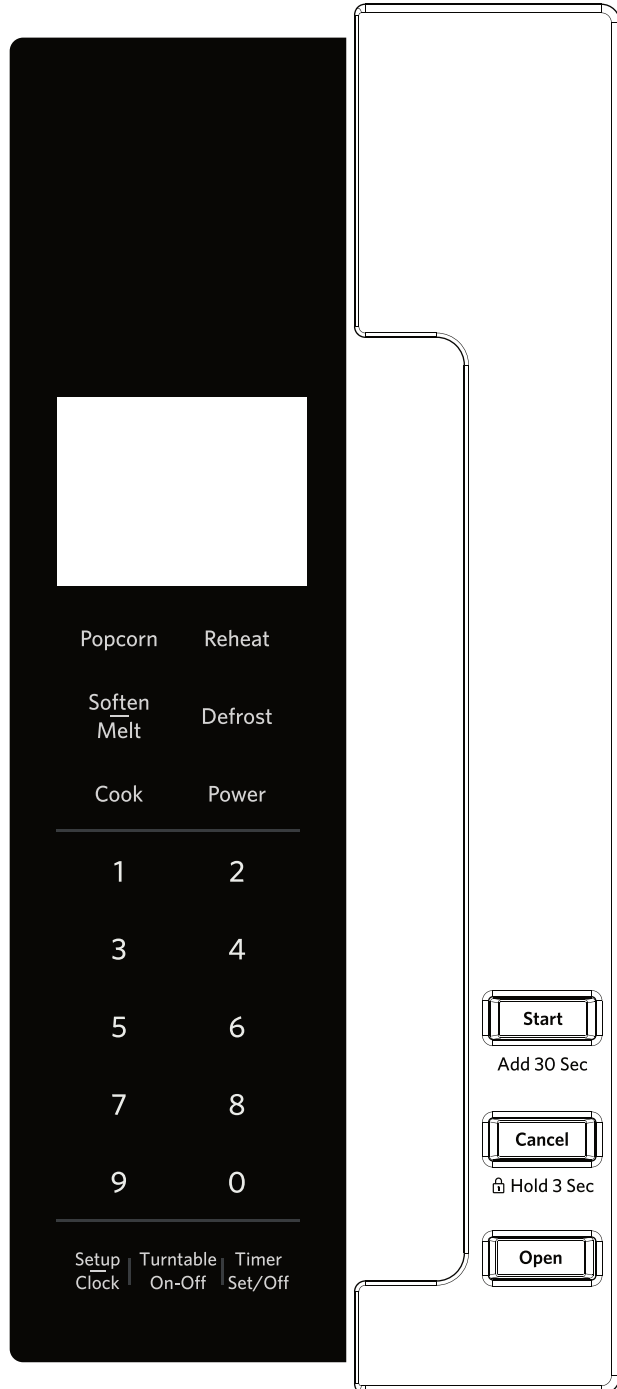 Popcorn Reheat
Soften
Melt
Defrost
Cook Power
1 2
3 4
5 6
7 8
9 0
Setup
Clock
Turntable
On-Off
Timer
Set/Off
Start
Add 30 Sec
Cancel
Hold 3 Sec
Open